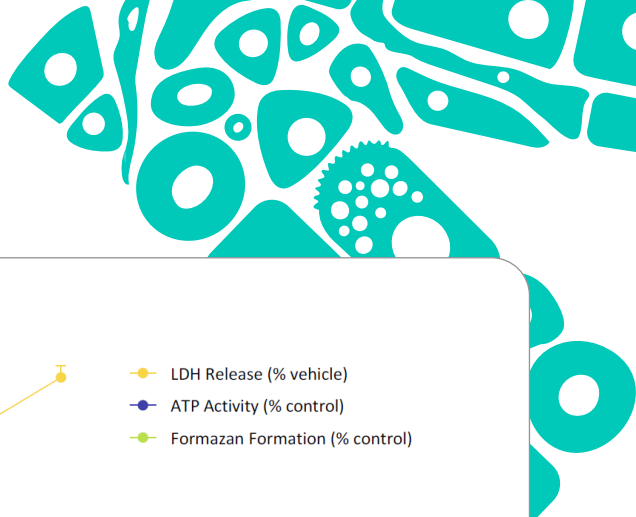 LDH Release (% vehicle)
ATP Activity (% control)
Formazan Formation (% control)